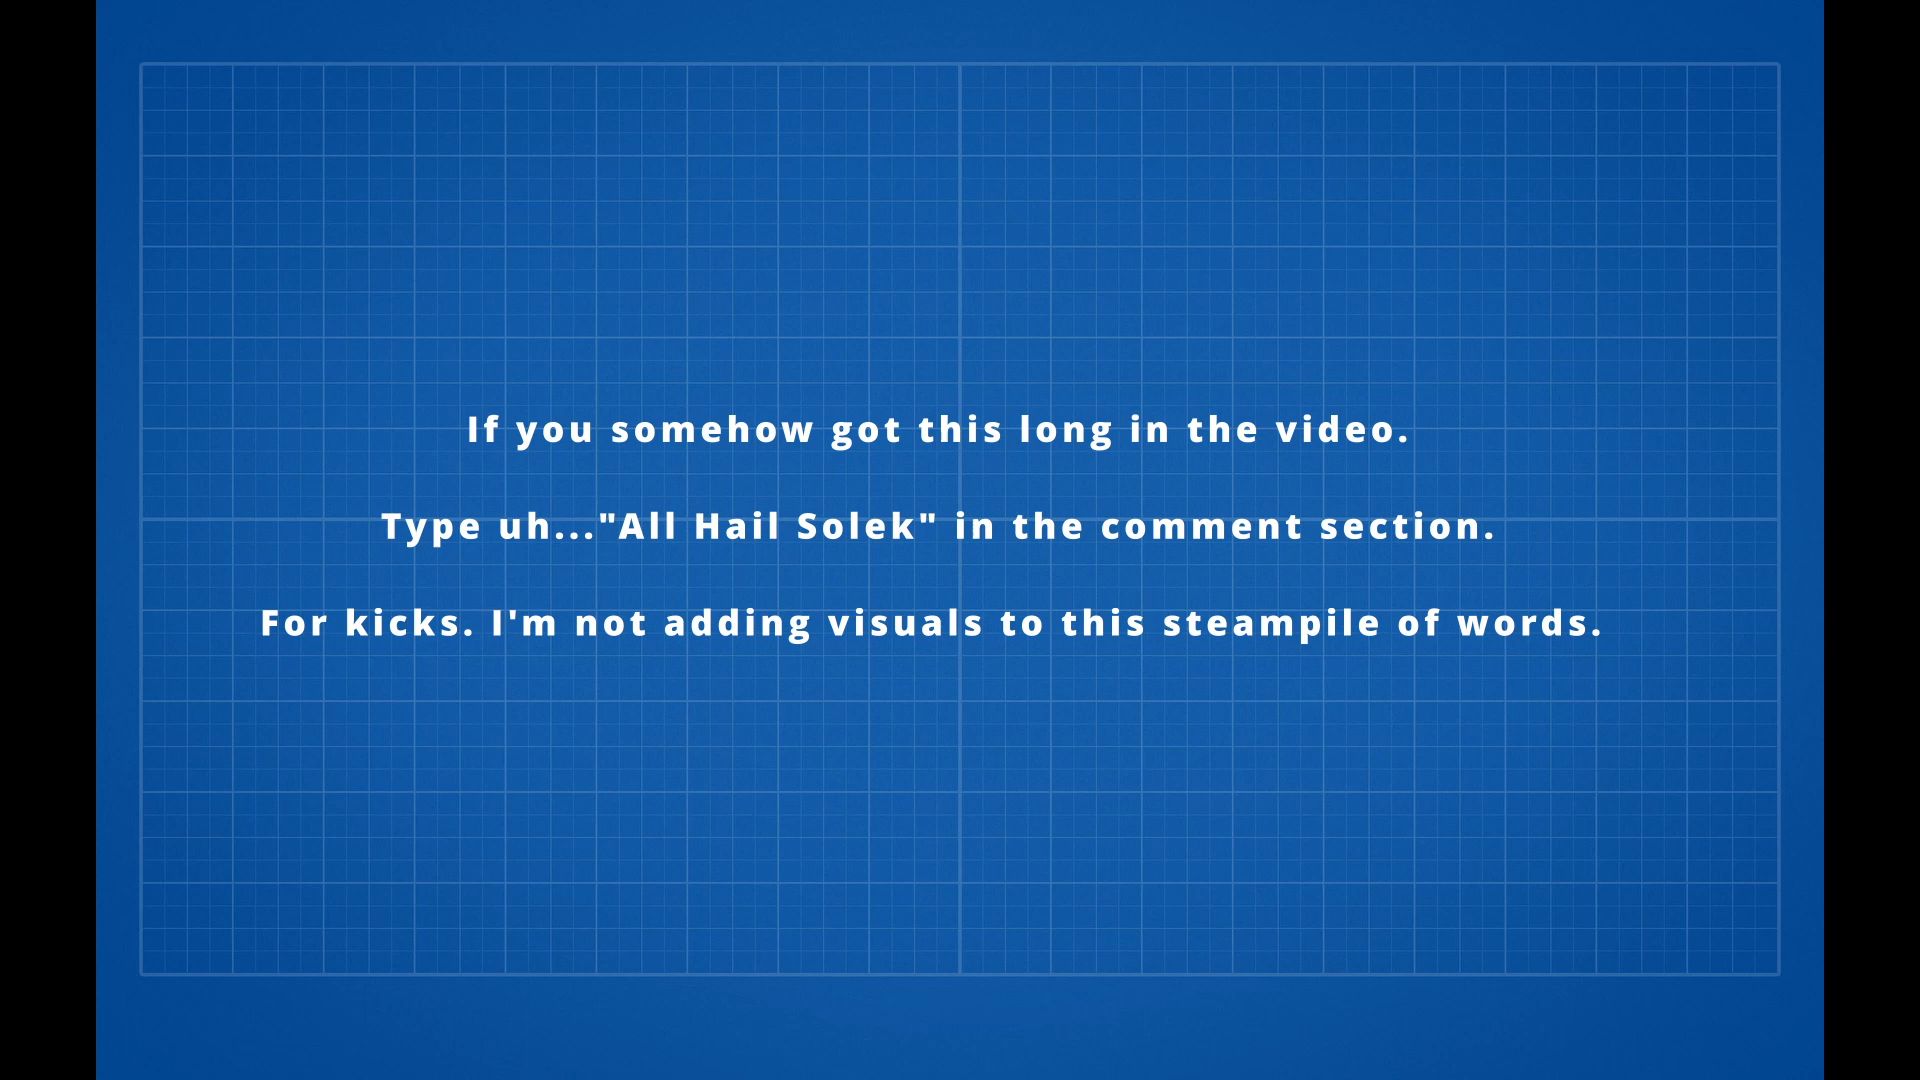 If you somehow got this long in the video.
Type uh..."All Hail Solek" in the comment section.
For kicks. I'm not adding visuals to this steampile of words.